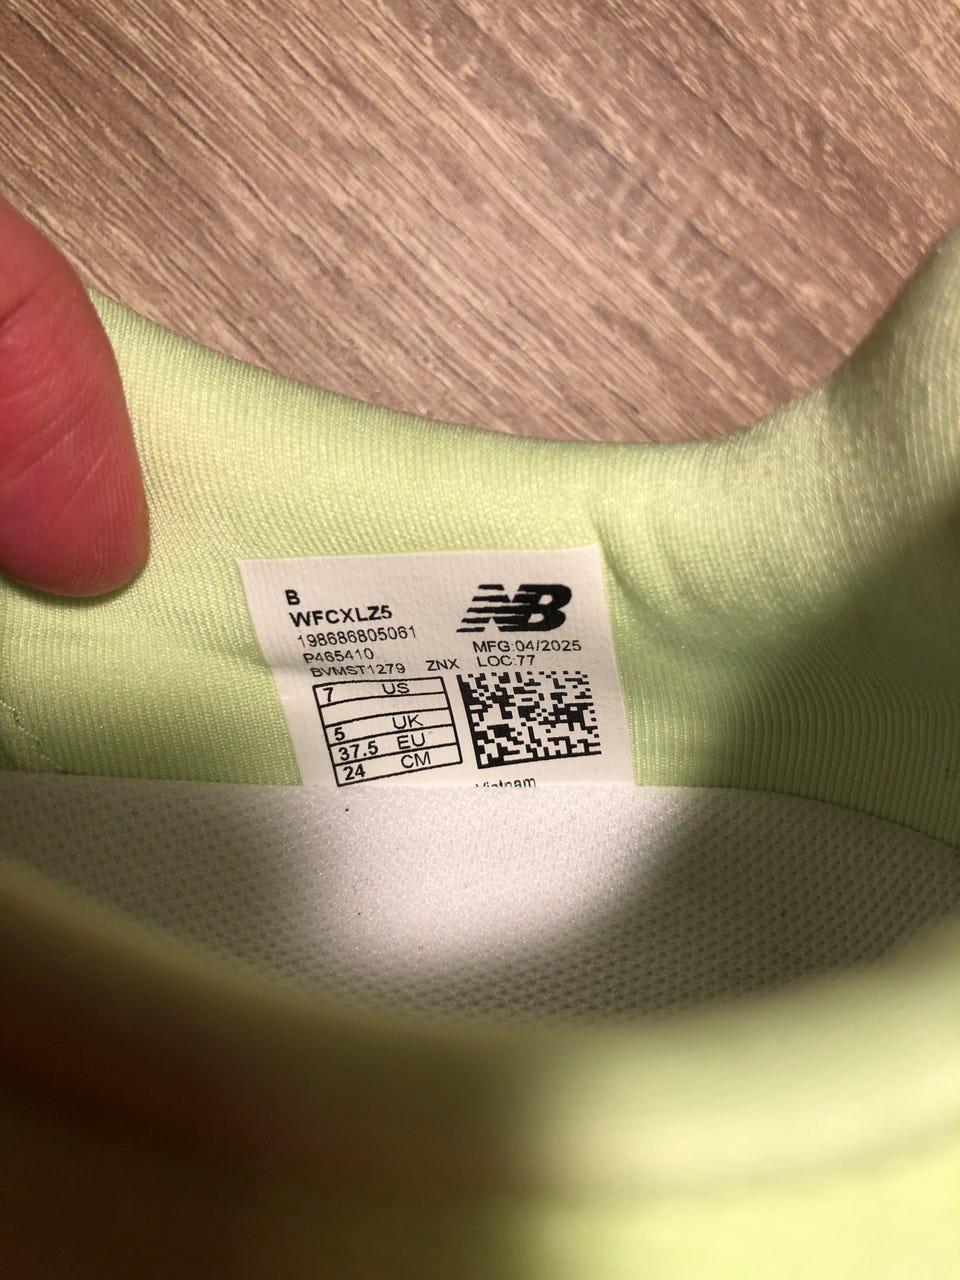 B
WFCXLZ5
198686805061
P465410
BVMST1279 ZNX
NB
MFG:04/2025
LOC:77
7 US
5 UK
37.5 EU
24 CM
Vietnam